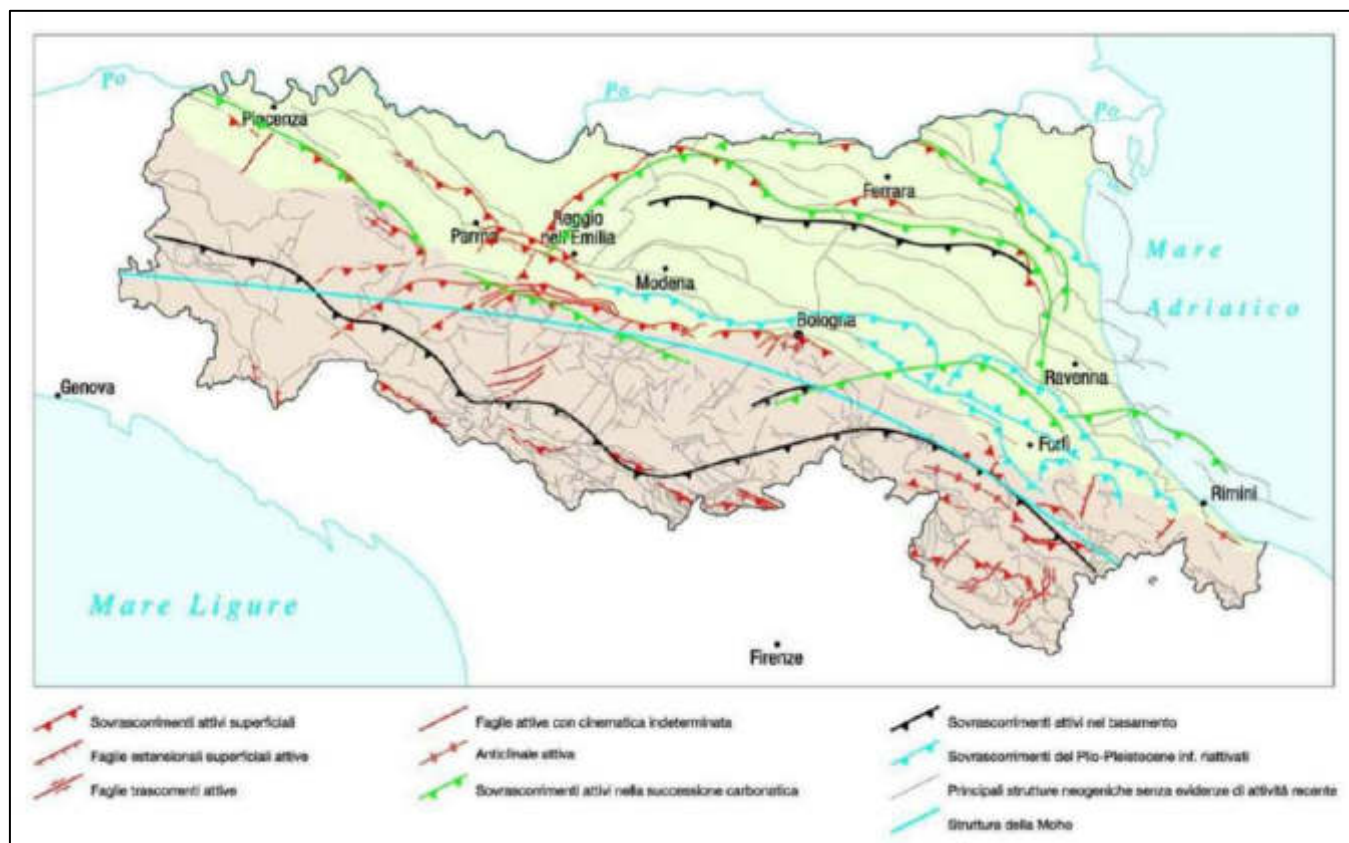 Po
Po
Po
Piacenza
Ferrara
Parma
Reggio
nell'Emilia
Modena
Mare
Adriatico
Bologna
Ravenna
Genova
Forlì
Rimini
Mare Ligure
Firenze
Sovrascorrimenti attivi superficiali
Faglie estensionali superficiali attive
Faglie trascorrenti attive
Faglie attive con cinematica indeterminata
Anticlinale attiva
Sovrascorrimenti attivi nella successione carbonatica
Sovrascorrimenti attivi nel basamento
Sovrascorrimenti del Plio-Pleistocene inf. riattivati
Principali strutture neogeniche senza evidenze di attività recente
Struttura della Moho